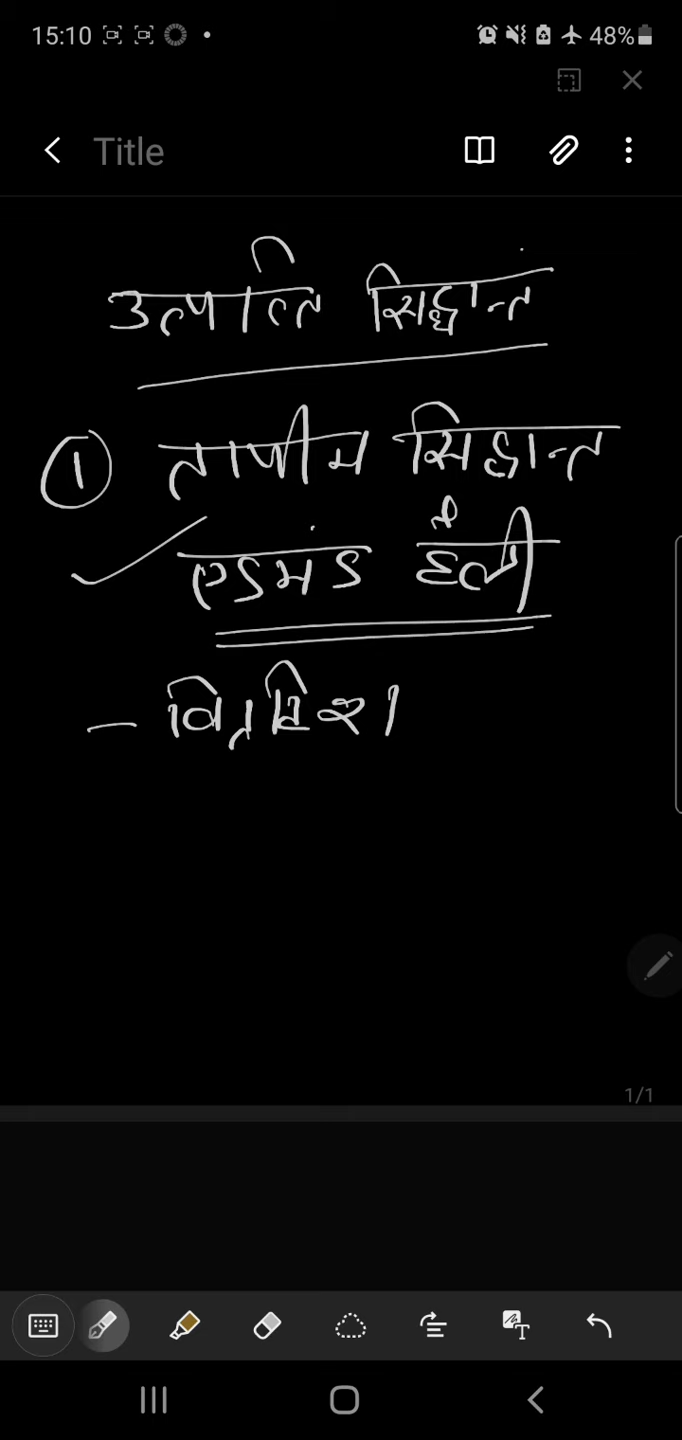 15:10 48%
Title
उत्पत्ति सिद्धान्त
① तापीय सिद्धान्त
एडमंड हैली
1/1
T